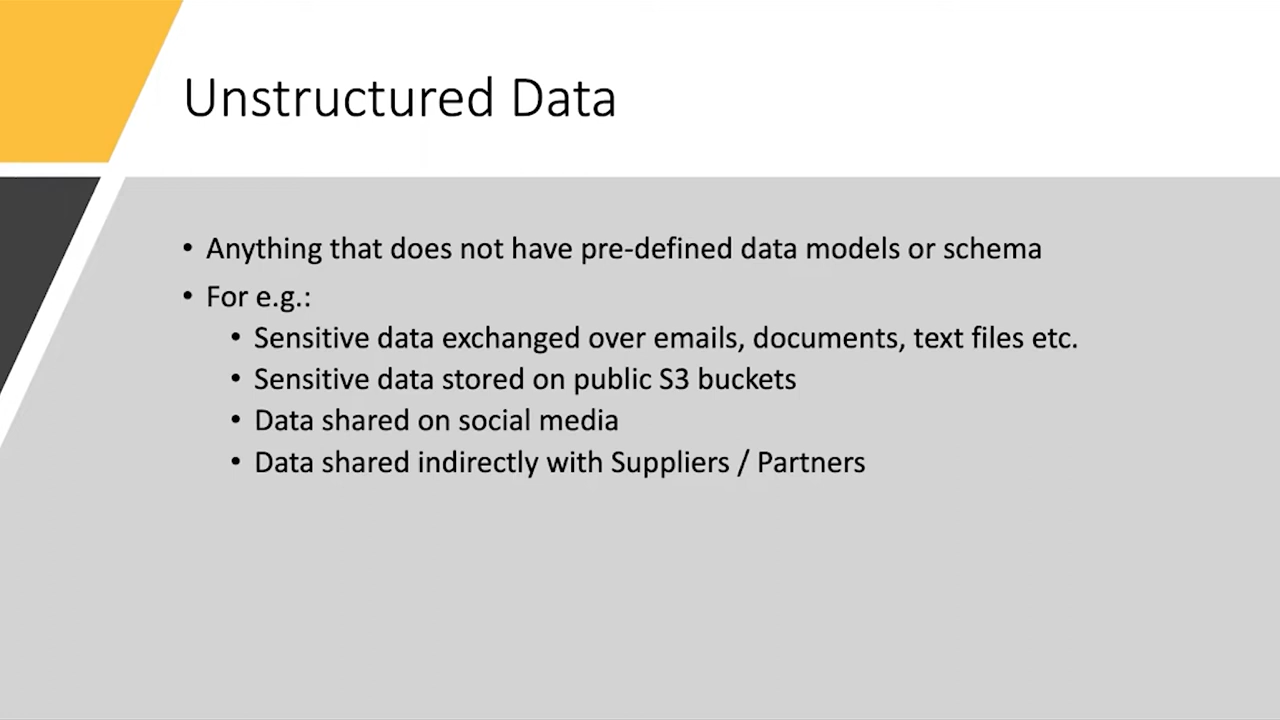 Unstructured Data
• Anything that does not have pre-defined data models or schema
• For e.g.:
• Sensitive data exchanged over emails, documents, text files etc.
• Sensitive data stored on public S3 buckets
• Data shared on social media
• Data shared indirectly with Suppliers / Partners